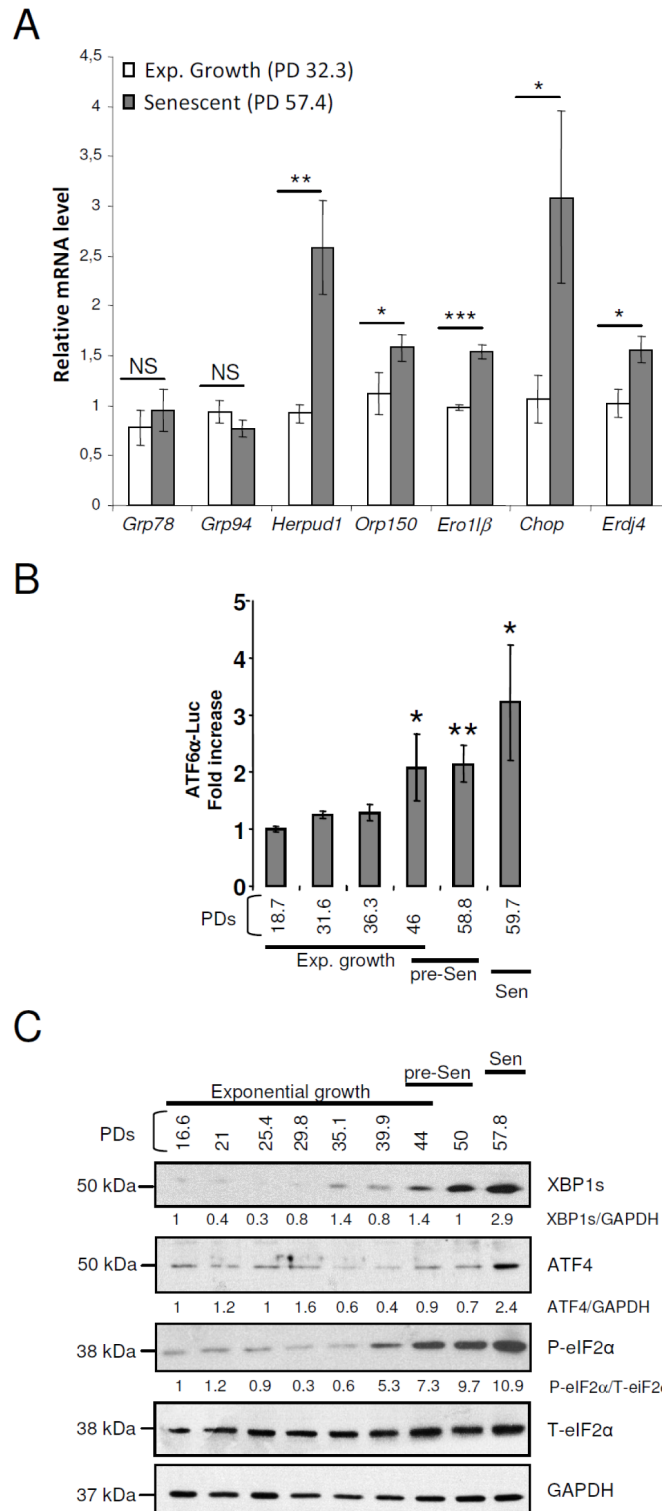 A
4,5
4
3,5
3
2,5
2
1,5
1
0,5
0
Relative mRNA level
Exp. Growth (PD 32.3)
Senescent (PD 57.4)
NS NS ** * *** * *
Grp78 Grp94 Herpud1 Orp150 Ero1lβ Chop Erdj4
B
5
4
3
2
1
0
ATF6α-Luc
Fold increase
* ** *
PDs 18.7 31.6 36.3 46 58.8 59.7
Exp. growth
pre-Sen
Sen
C
Sen
pre-Sen
Exponential growth
PDs 16.6 21 25.4 29.8 35.1 39.9 44 50 57.8
50 kDa XBP1s
1 0.4 0.3 0.8 1.4 0.8 1.4 1 2.9 XBP1s/GAPDH
50 kDa ATF4
1 1.2 1 1.6 0.6 0.4 0.9 0.7 2.4 ATF4/GAPDH
38 kDa P-eIF2α
1 1.2 0.9 0.3 0.6 5.3 7.3 9.7 10.9 P-eIF2α/T-eiF2α
38 kDa T-eIF2α
37 kDa GAPDH